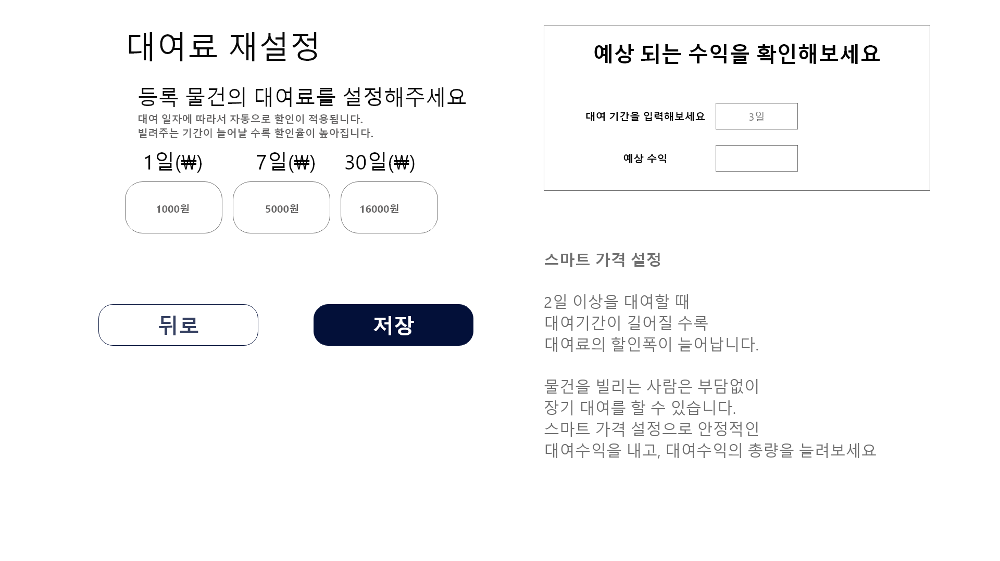 대여료 재설정
등록 물건의 대여료를 설정해주세요
대여 일자에 따라서 자동으로 할인이 적용됩니다.
빌려주는 기간이 늘어날 수록 할인율이 높아집니다.
1일(₩) 7일(₩) 30일(₩)
1000원 5000원 16000원
뒤로 저장
예상 되는 수익을 확인해보세요
대여 기간을 입력해보세요 3일
예상 수익
스마트 가격 설정
2일 이상을 대여할 때
대여기간이 길어질 수록
대여료의 할인폭이 늘어납니다.
물건을 빌리는 사람은 부담없이
장기 대여를 할 수 있습니다.
스마트 가격 설정으로 안정적인
대여수익을 내고, 대여수익의 총량을 늘려보세요